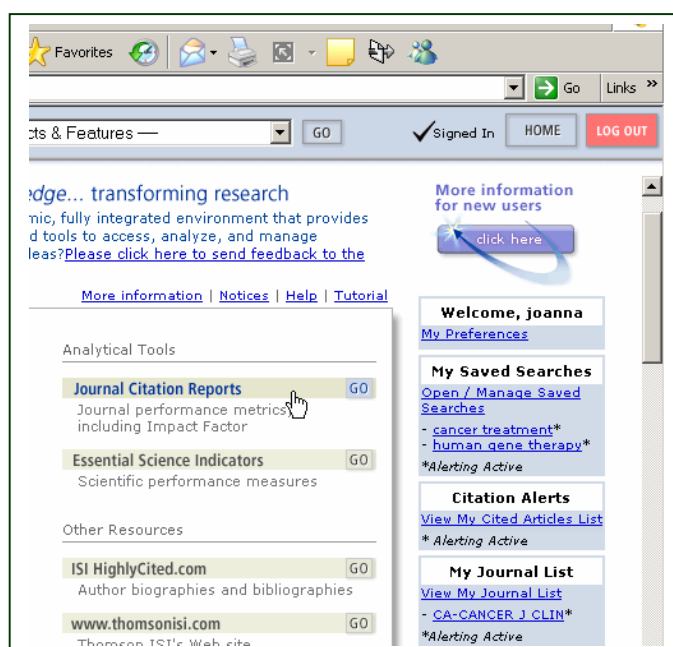 Favorites
Go Links »
cts & Features — GO Signed In HOME LOG OUT
edge... transforming research
mic, fully integrated environment that provides
d tools to access, analyze, and manage
leas?Please click here to send feedback to the
More information | Notices | Help | Tutorial
Analytical Tools
Journal Citation Reports GO
Journal performance metrics
including Impact Factor
Essential Science Indicators GO
Scientific performance measures
Other Resources
ISI HighlyCited.com GO
Author biographies and bibliographies
www.thomsonisi.com GO
Thomson ISI's Web site
More information
for new users
click here
Welcome, joanna
My Preferences
My Saved Searches
Open / Manage Saved
Searches
- cancer treatment*
- human gene therapy*
*Alerting Active
Citation Alerts
View My Cited Articles List
* Alerting Active
My Journal List
View My Journal List
- CA-CANCER J CLIN*
*Alerting Active